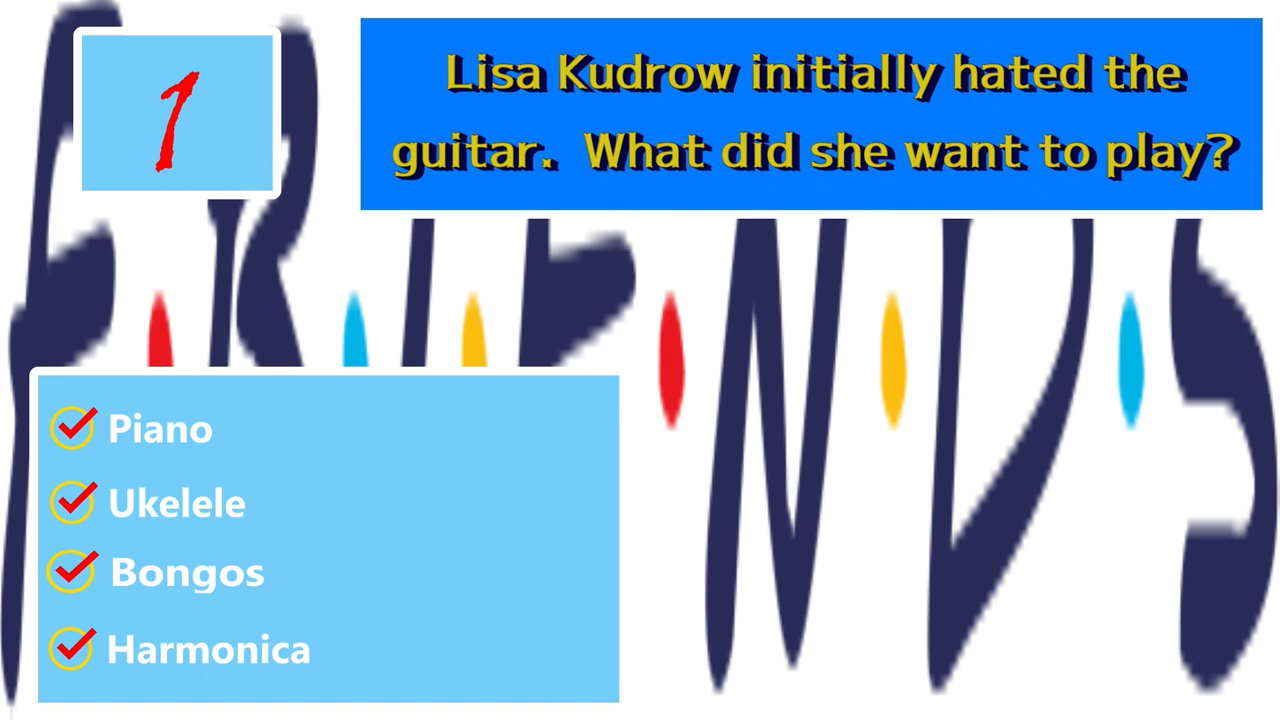 1
Lisa Kudrow initially hated the
guitar. What did she want to play?
F.R.I.E.N.D.S
Piano
Ukelele
Bongos
Harmonica